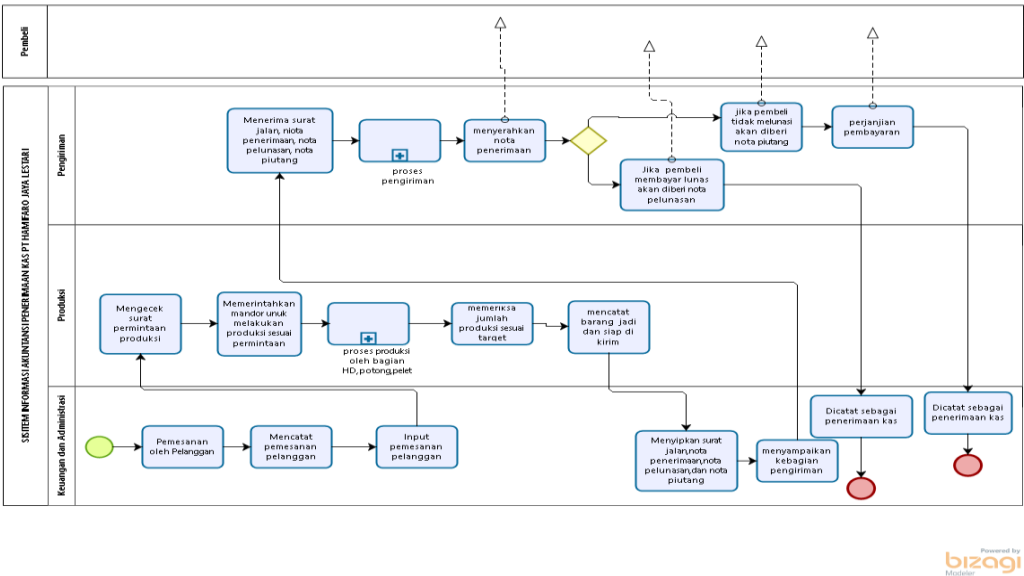 Pembeli
SISITEM INFORMASI AKUNTANSI PENERIMAAN KAS PT HAMIFARO JAYA LESTARI
Pengiriman
Menerima surat
jalan, niota
penerimaan, nota
pelunasan, nota
piutang
proses
pengiriman
menyerahkan
nota
penerimaan
jika pembeli
tidak melunasi
akan diberi
nota piutang
perjanjian
pembayaran
Jika pembeli
membayar lunas
akan diberi nota
pelunasan
Produksi
Mengecek
surat
permintaan
produksi
Memerintahkan
mandor unuk
melakukan
produksi sesuai
permintaan
proses produksi
oleh bagian
HD, potong,pelet
memeriksa
jumlah
produksi sesuai
target
mencatat
barang jadi
dan siap di
kirim
Keuangan dan Administrasi
Pemesanan
oleh Pelanggan
Mencatat
pemesanan
pelanggan
Input
pemesanan
pelanggan
Menyipkan surat
jalan,nota
penerimaan,nota
pelunasan,dan nota
piutang
menyampaikan
kebagian
pengiriman
Dicatat sebagai
penerimaan kas
Dicatat sebagai
penerimaan kas
Powered by
bizagi
Modeler